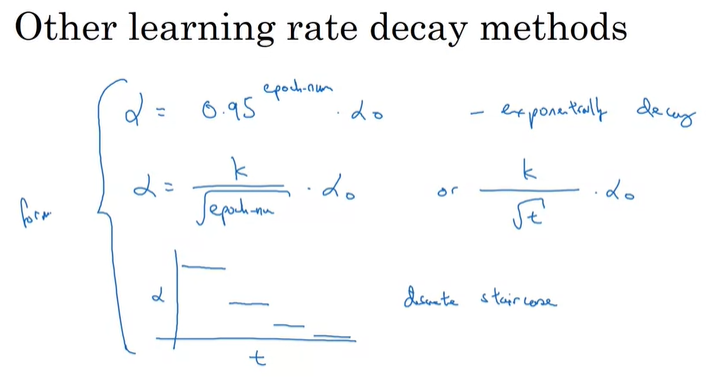 Other learning rate decay methods
α = 0.95^epoch-num · α₀ - exponentially decay
α = k/√epoch-num · α₀ or k/√t · α₀
form
α
discrete staircase
t